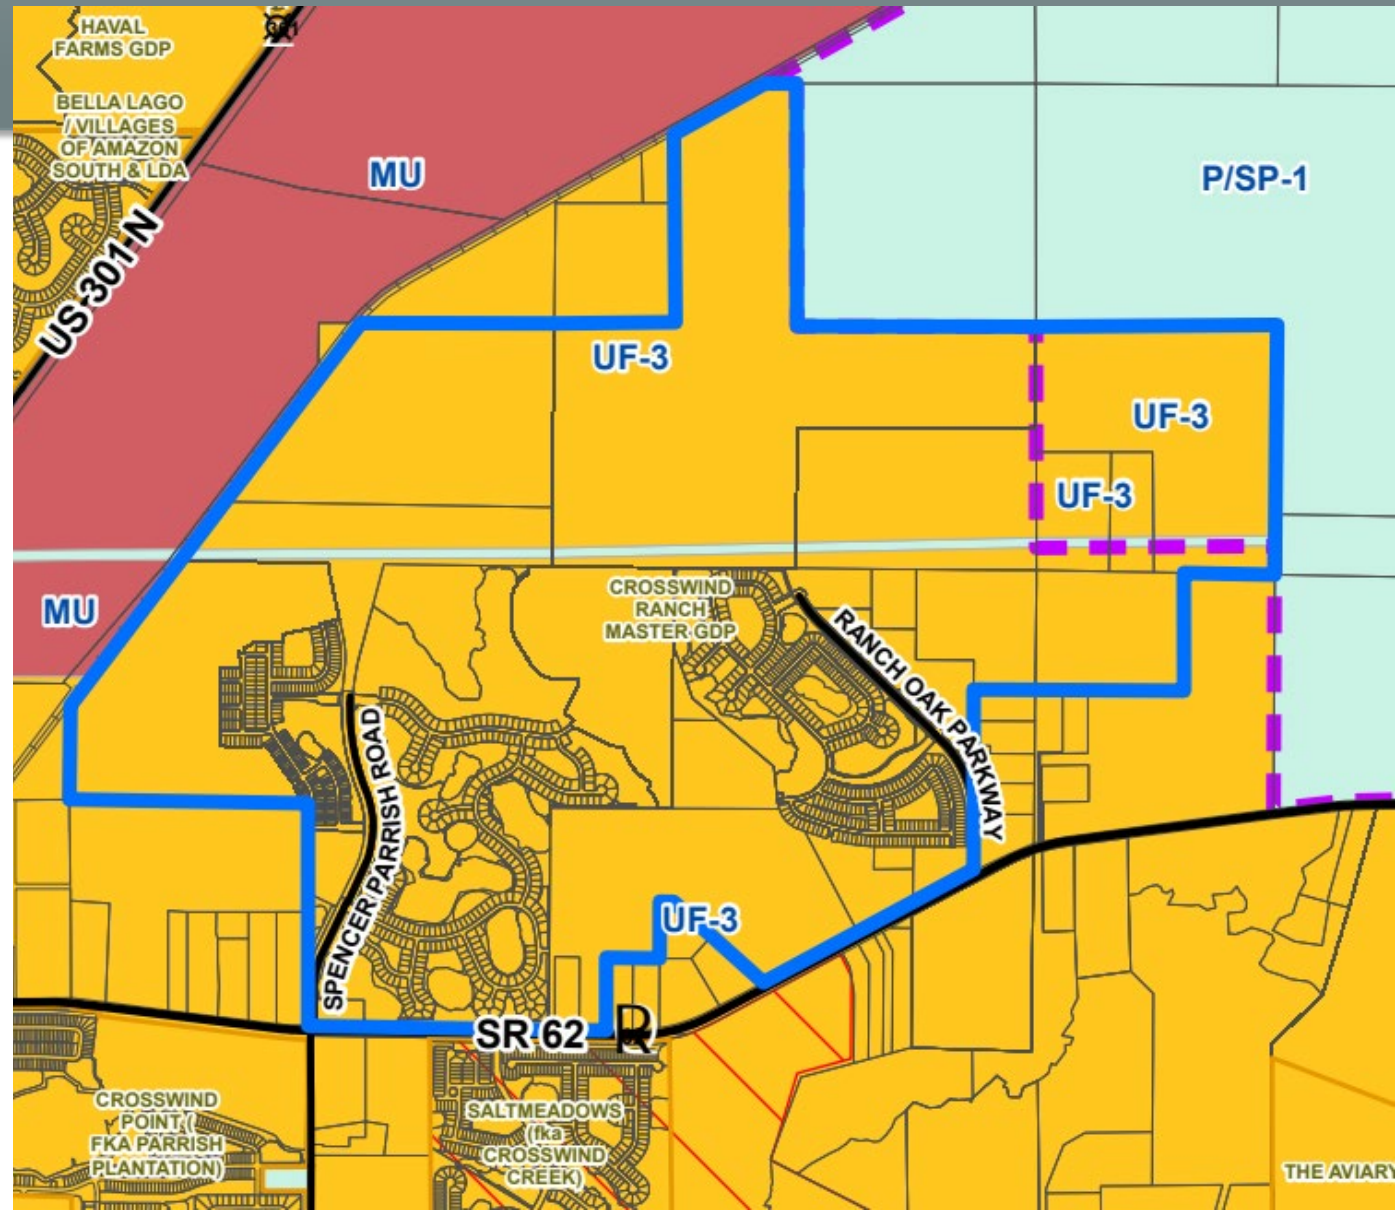 HAVAL
FARMS GDP
BELLA LAGO
/ VILLAGES
OF AMAZON
SOUTH & LDA
US-301-N
MU
P/SP-1
UF-3
UF-3
UF-3
MU
CROSSWIND
RANCH
MASTER GDP
RANCH OAK PARKWAY
SPENCER PARRISH ROAD
UF-3
SR 62
CROSSWIND
POINT (
FKA PARRISH
PLANTATION)
SALTMEADOWS
(fka
CROSSWIND
CREEK)
THE AVIARY